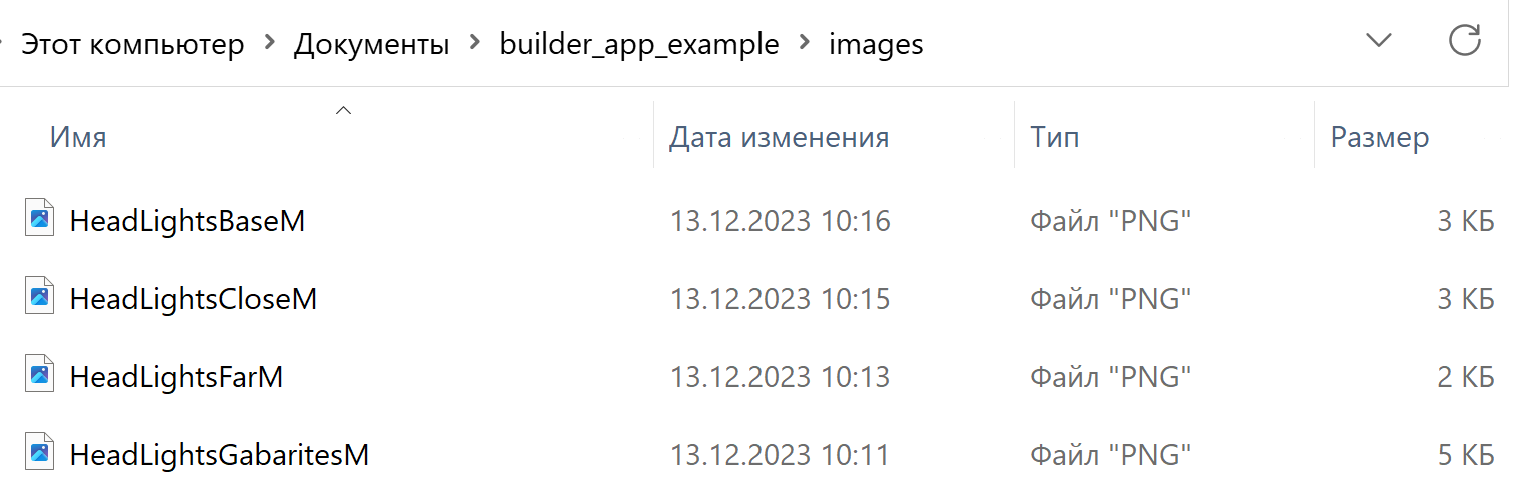 Этот компьютер > Документы > builder_app_example > images
Имя Дата изменения Тип Размер
HeadLightsBaseM 13.12.2023 10:16 Файл "PNG" 3 КБ
HeadLightsCloseM 13.12.2023 10:15 Файл "PNG" 3 КБ
HeadLightsFarM 13.12.2023 10:13 Файл "PNG" 2 КБ
HeadLightsGabaritesM 13.12.2023 10:11 Файл "PNG" 5 КБ